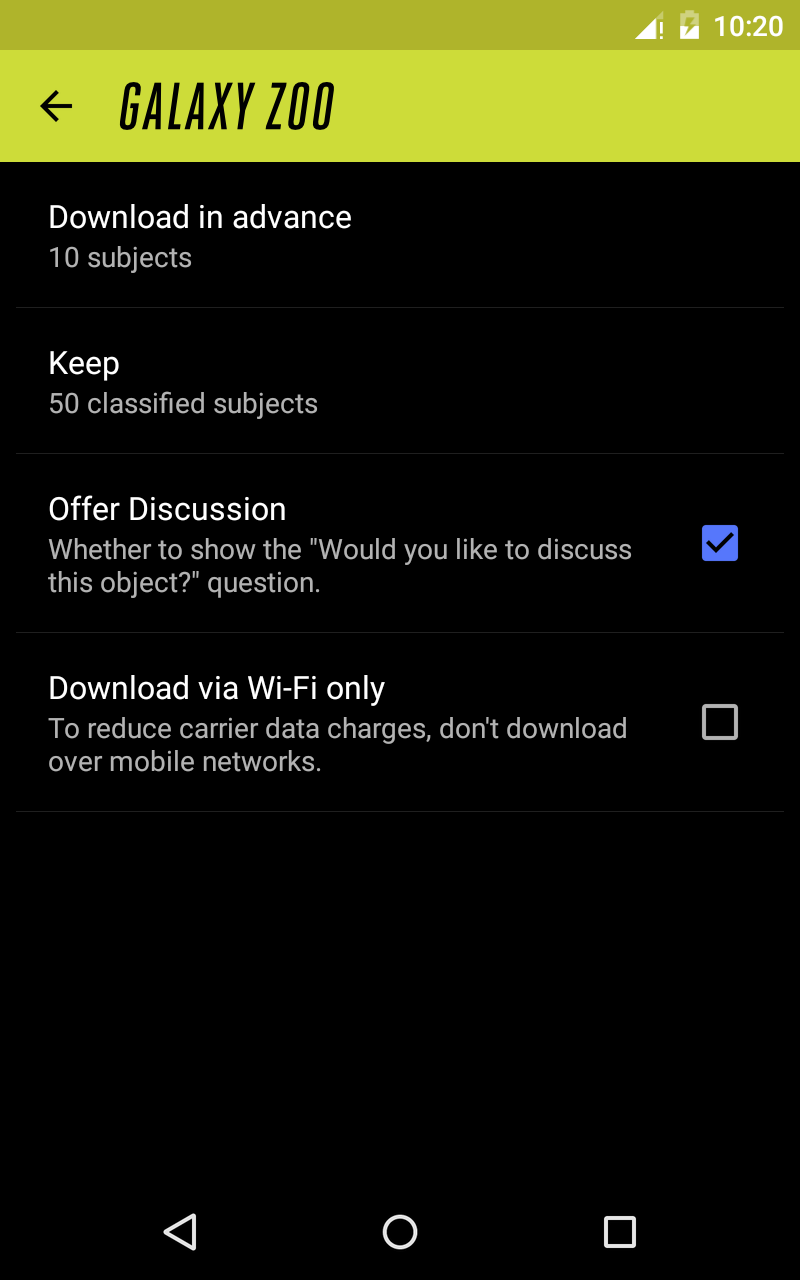 10:20
GALAXY ZOO
Download in advance
10 subjects
Keep
50 classified subjects
Offer Discussion
Whether to show the "Would you like to discuss
this object?" question.
Download via Wi-Fi only
To reduce carrier data charges, don't download
over mobile networks.